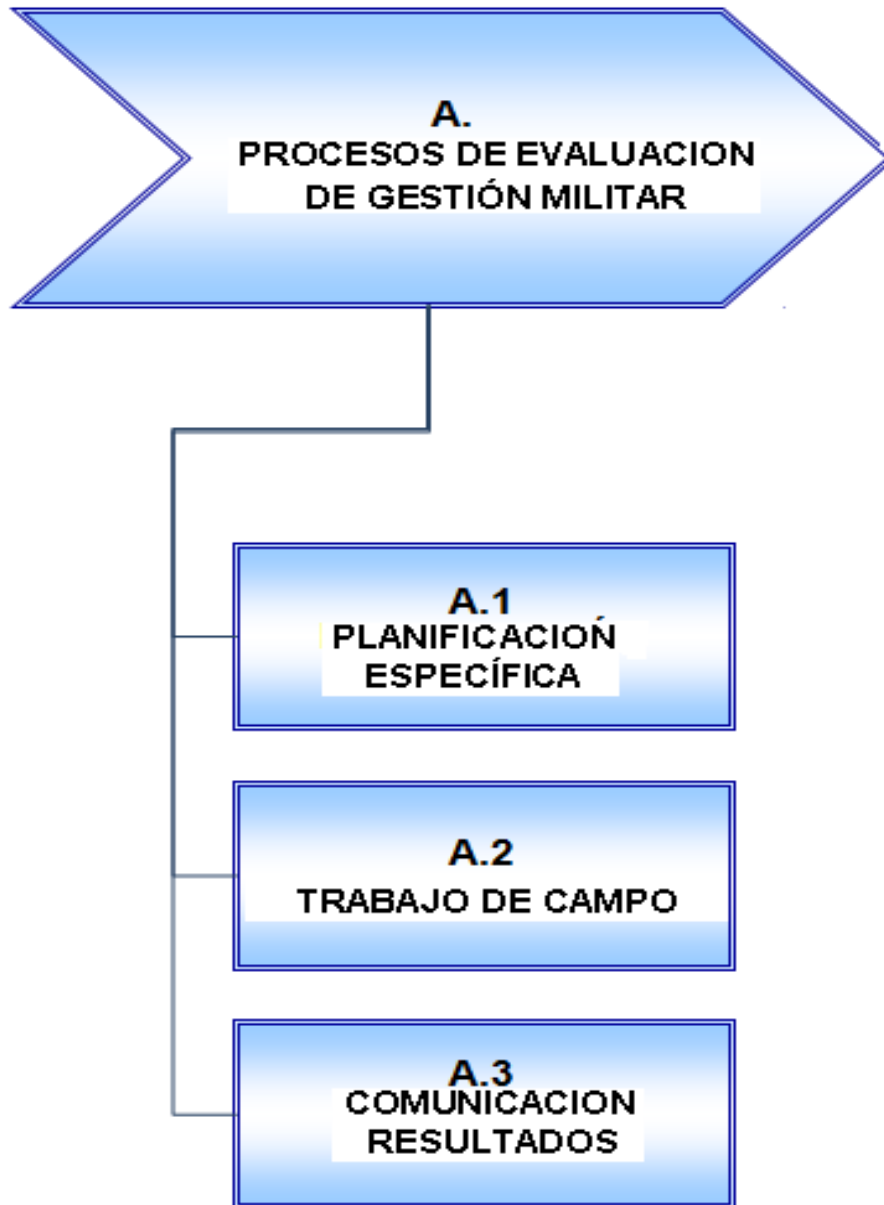 A.
PROCESOS DE EVALUACION
DE GESTIÓN MILITAR
A.1
PLANIFICACIÓN
ESPECÍFICA
A.2
TRABAJO DE CAMPO
A.3
COMUNICACION
RESULTADOS